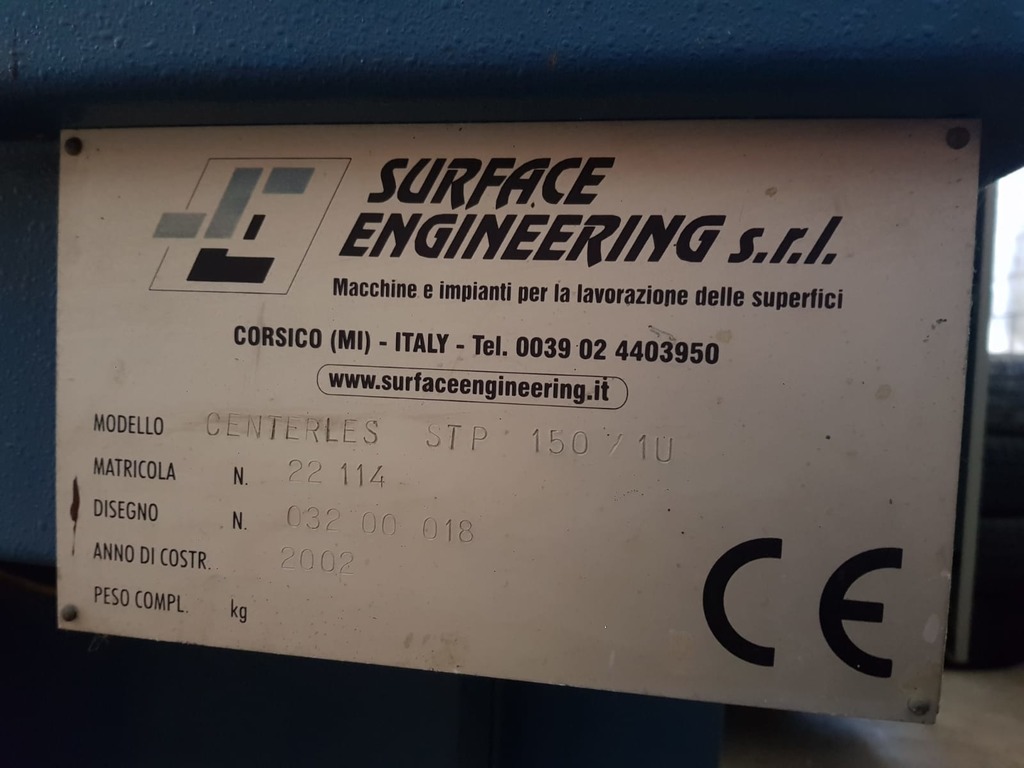 SURFACE
ENGINEERING s.r.l.
Macchine e impianti per la lavorazione delle superfici
CORSICO (MI) - ITALY - Tel. 0039 02 4403950
www.surfaceengineering.it
MODELLO CENTERLES STP 150/1U
MATRICOLA N. 22 114
DISEGNO N. 032 00 018
ANNO DI COSTR. 2002
PESO COMPL. kg
CE